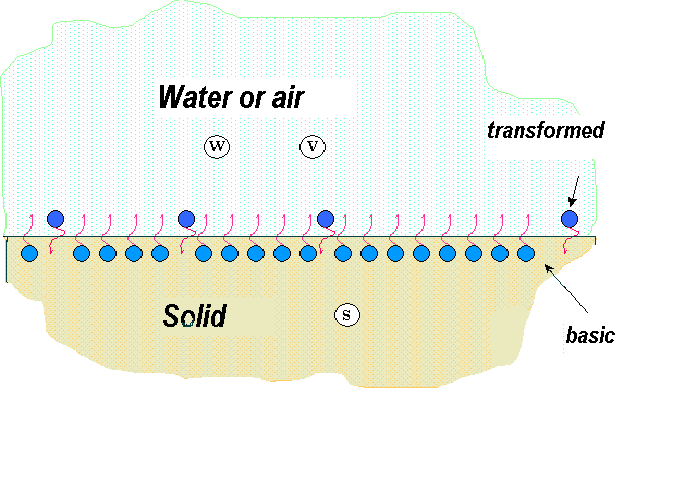 Water or air
transformed
W V
Solid
S
basic